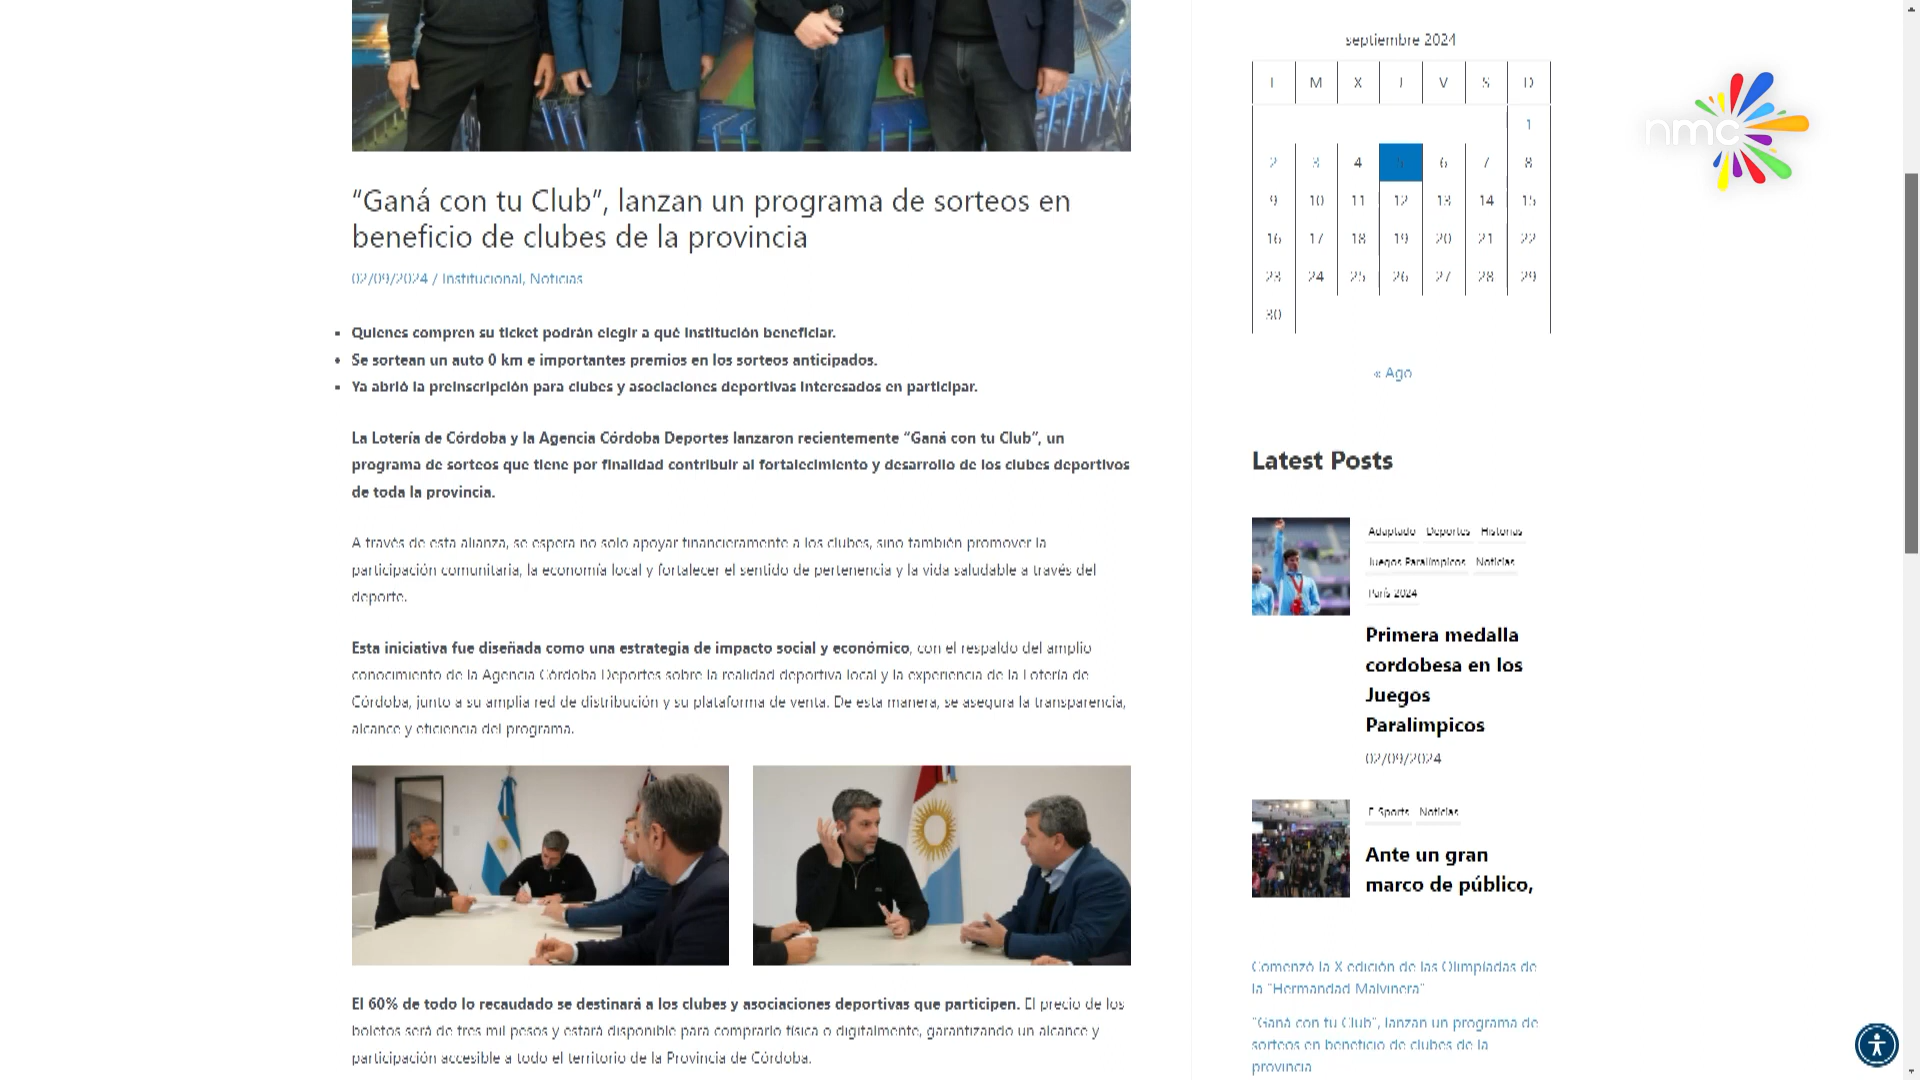 “Ganá con tu Club”, lanzan un programa de sorteos en
beneficio de clubes de la provincia
02/09/2024 / Institucional, Noticias
Quienes compren su ticket podrán elegir a qué institución beneficiar.
Se sortean un auto 0 km e importantes premios en los sorteos anticipados.
Ya abrió la preinscripción para clubes y asociaciones deportivas interesados en participar.
La Lotería de Córdoba y la Agencia Córdoba Deportes lanzaron recientemente “Ganá con tu Club”, un
programa de sorteos que tiene por finalidad contribuir al fortalecimiento y desarrollo de los clubes deportivos
de toda la provincia.
A través de esta alianza, se espera no solo apoyar financieramente a los clubes, sino también promover la
participación comunitaria, la economía local y fortalecer el sentido de pertenencia y la vida saludable a través del
deporte.
Esta iniciativa fue diseñada como una estrategia de impacto social y económico, con el respaldo del amplio
conocimiento de la Agencia Córdoba Deportes sobre la realidad deportiva local y la experiencia de la Lotería de
Córdoba, junto a su amplia red de distribución y su plataforma de venta. De esta manera, se asegura la transparencia,
alcance y eficiencia del programa.
El 60% de todo lo recaudado se destinará a los clubes y asociaciones deportivas que participen. El precio de los
boletos será de tres mil pesos y estará disponible para comprarlo física o digitalmente, garantizando un alcance y
participación accesible a todo el territorio de la Provincia de Córdoba.
septiembre 2024
L M X J V S D
1
2 3 4 5 6 7 8
9 10 11 12 13 14 15
16 17 18 19 20 21 22
23 24 25 26 27 28 29
30
« Ago
Latest Posts
Adaptado Deportes Historias
Juegos Paralímpicos Noticias
París 2024
Primera medalla
cordobesa en los
Juegos
Paralimpicos
02/09/2024
E-Sports Noticias
Ante un gran
marco de público,
Comenzó la X edición de las Olimpíadas de
la “Hermandad Malvinera”
“Ganá con tu Club”, lanzan un programa de
sorteos en beneficio de clubes de la
provincia
nmc